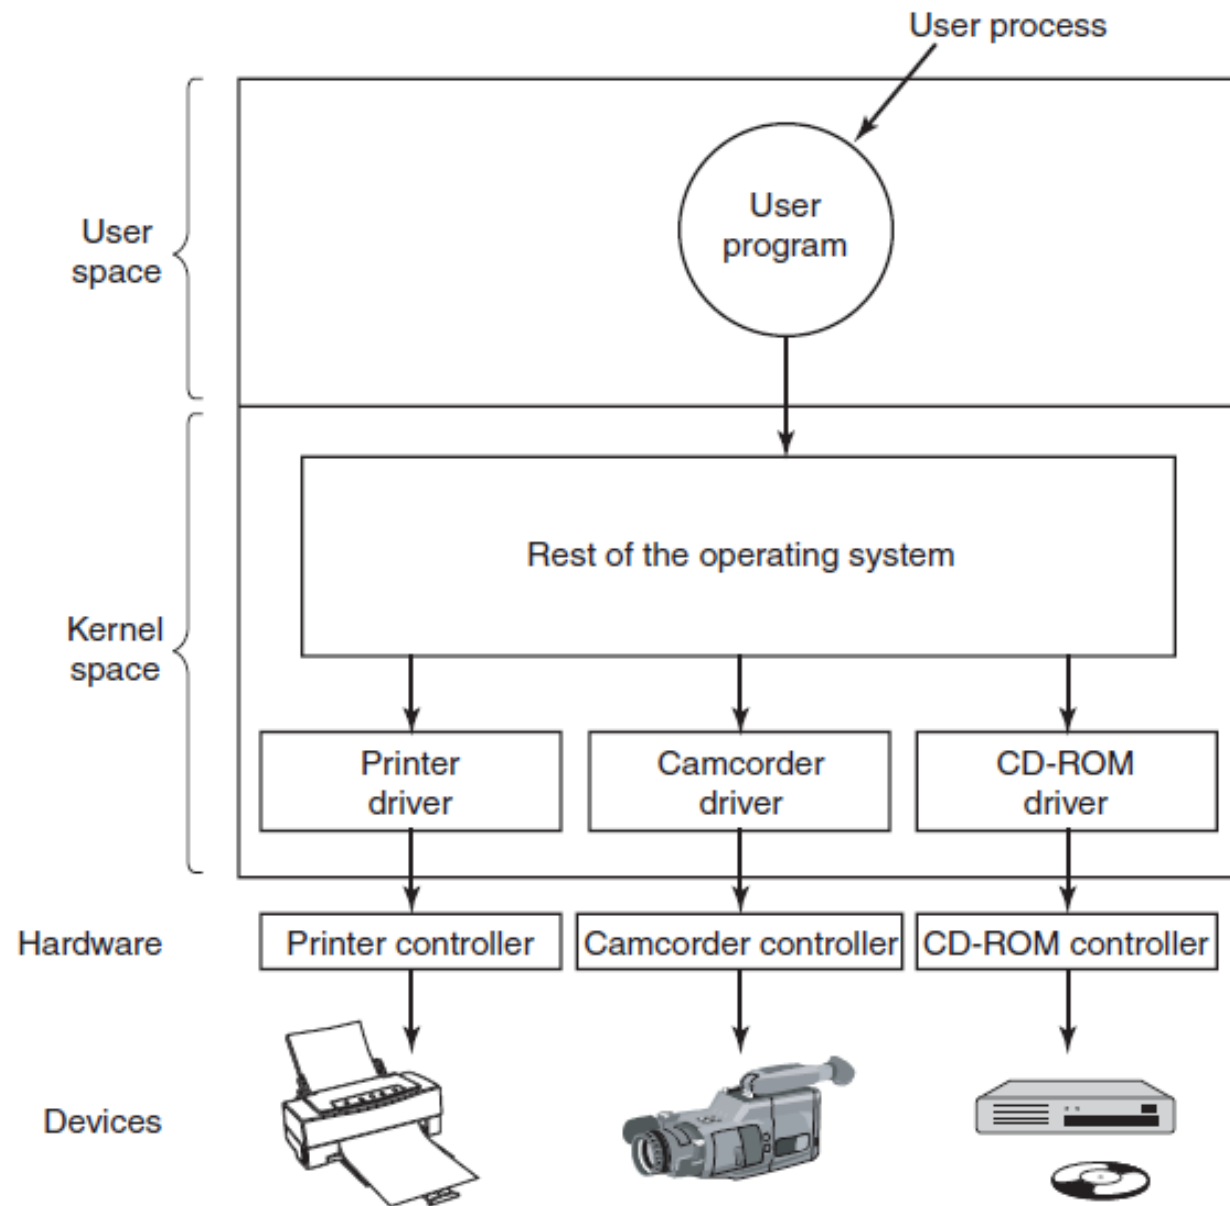 User process
User
program
User
space
Rest of the operating system
Kernel
space
Printer
driver
Camcorder
driver
CD-ROM
driver
Hardware
Printer controller
Camcorder controller
CD-ROM controller
Devices